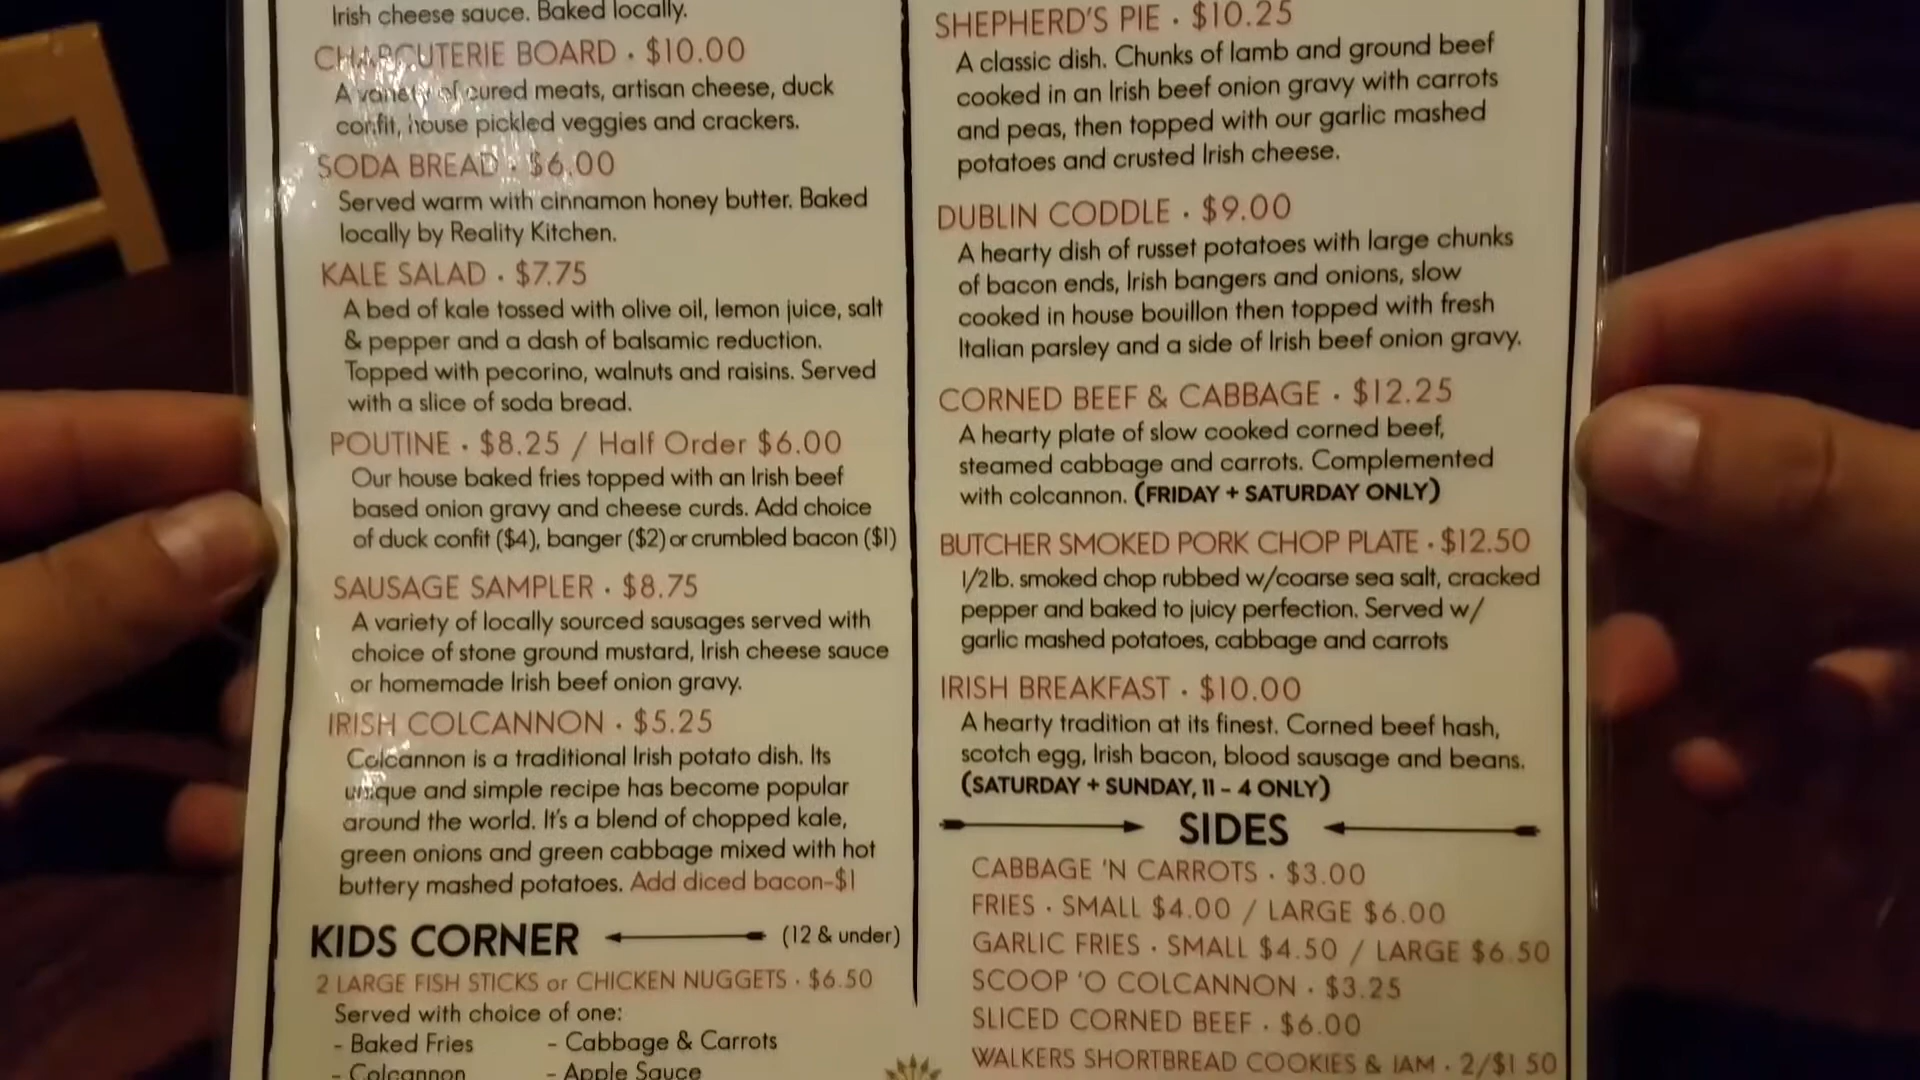 Irish cheese sauce. Baked locally.
CHARCUTERIE BOARD · $10.00
A variety of cured meats, artisan cheese, duck
confit, house pickled veggies and crackers.
SODA BREAD · $6.00
Served warm with cinnamon honey butter. Baked
locally by Reality Kitchen.
KALE SALAD · $7.75
A bed of kale tossed with olive oil, lemon juice, salt
& pepper and a dash of balsamic reduction.
Topped with pecorino, walnuts and raisins. Served
with a slice of soda bread.
POUTINE · $8.25 / Half Order $6.00
Our house baked fries topped with an Irish beef
based onion gravy and cheese curds. Add choice
of duck confit ($4), banger ($2) or crumbled bacon ($1)
SAUSAGE SAMPLER · $8.75
A variety of locally sourced sausages served with
choice of stone ground mustard, Irish cheese sauce
or homemade Irish beef onion gravy.
IRISH COLCANNON · $5.25
Colcannon is a traditional Irish potato dish. Its
unique and simple recipe has become popular
around the world. It's a blend of chopped kale,
green onions and green cabbage mixed with hot
buttery mashed potatoes. Add diced bacon-$1
KIDS CORNER (12 & under)
2 LARGE FISH STICKS or CHICKEN NUGGETS · $6.50
Served with choice of one:
- Baked Fries - Cabbage & Carrots
- Colcannon - Apple Sauce
SHEPHERD'S PIE · $10.25
A classic dish. Chunks of lamb and ground beef
cooked in an Irish beef onion gravy with carrots
and peas, then topped with our garlic mashed
potatoes and crusted Irish cheese.
DUBLIN CODDLE · $9.00
A hearty dish of russet potatoes with large chunks
of bacon ends, Irish bangers and onions, slow
cooked in house bouillon then topped with fresh
Italian parsley and a side of Irish beef onion gravy.
CORNED BEEF & CABBAGE · $12.25
A hearty plate of slow cooked corned beef,
steamed cabbage and carrots. Complemented
with colcannon. (FRIDAY + SATURDAY ONLY)
BUTCHER SMOKED PORK CHOP PLATE · $12.50
1/2lb. smoked chop rubbed w/coarse sea salt, cracked
pepper and baked to juicy perfection. Served w/
garlic mashed potatoes, cabbage and carrots
IRISH BREAKFAST · $10.00
A hearty tradition at its finest. Corned beef hash,
scotch egg, Irish bacon, blood sausage and beans.
(SATURDAY + SUNDAY, 11 - 4 ONLY)
SIDES
CABBAGE 'N CARROTS · $3.00
FRIES · SMALL $4.00 / LARGE $6.00
GARLIC FRIES · SMALL $4.50 / LARGE $6.50
SCOOP 'O COLCANNON · $3.25
SLICED CORNED BEEF · $6.00
WALKERS SHORTBREAD COOKIES & JAM · 2/$1.50